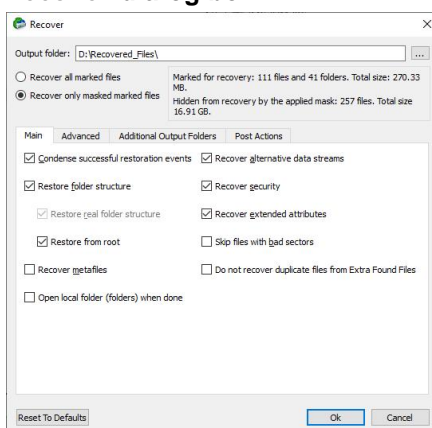 Recover
Output folder: D:\Recovered_Files\ ...
Recover all marked files
Recover only masked marked files
Marked for recovery: 111 files and 41 folders. Total size: 270.33
MB.
Hidden from recovery by the applied mask: 257 files. Total size
16.91 GB.
Main Advanced Additional Output Folders Post Actions
Condense successful restoration events Recover alternative data streams
Restore folder structure Recover security
Restore real folder structure Recover extended attributes
Restore from root Skip files with bad sectors
Recover metafiles Do not recover duplicate files from Extra Found Files
Open local folder (folders) when done
Reset To Defaults Ok Cancel